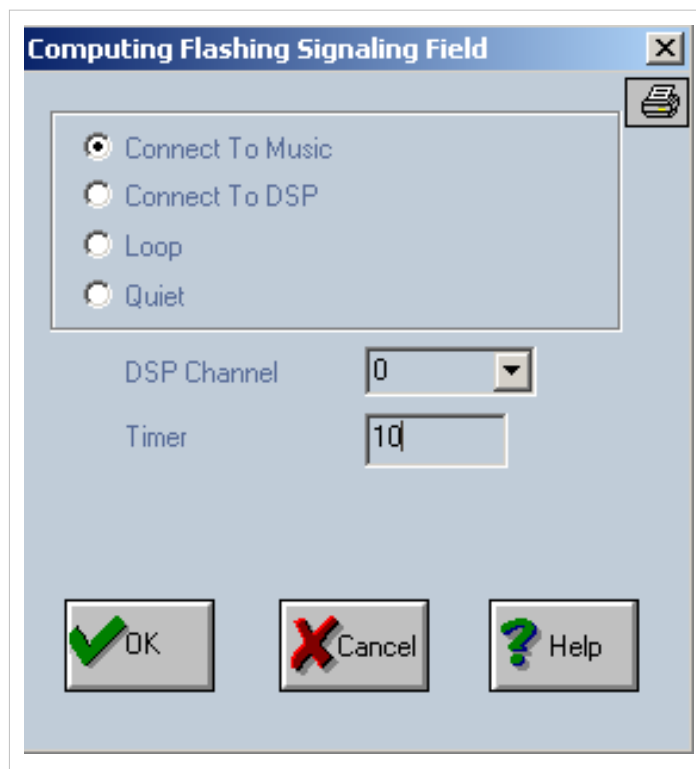 Computing Flashing Signaling Field
Connect To Music
Connect To DSP
Loop
Quiet
DSP Channel 0
Timer 10
OK Cancel Help